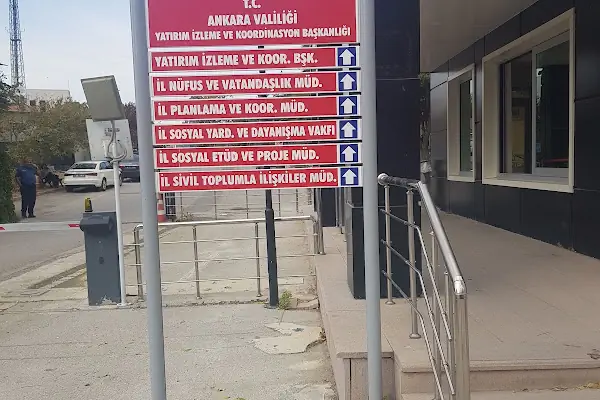 T.C.
ANKARA VALİLİĞİ
YATIRIM İZLEME VE KOORDİNASYON BAŞKANLIĞI
YATIRIM İZLEME VE KOOR. BŞK.
İL NÜFUS VE VATANDAŞLIK MÜD.
İL PLANLAMA VE KOOR. MÜD.
İL SOSYAL YARD. VE DAYANIŞMA VAKFI
İL SOSYAL ETÜD VE PROJE MÜD.
İL SİVİL TOPLUMLA İLİŞKİLER MÜD.